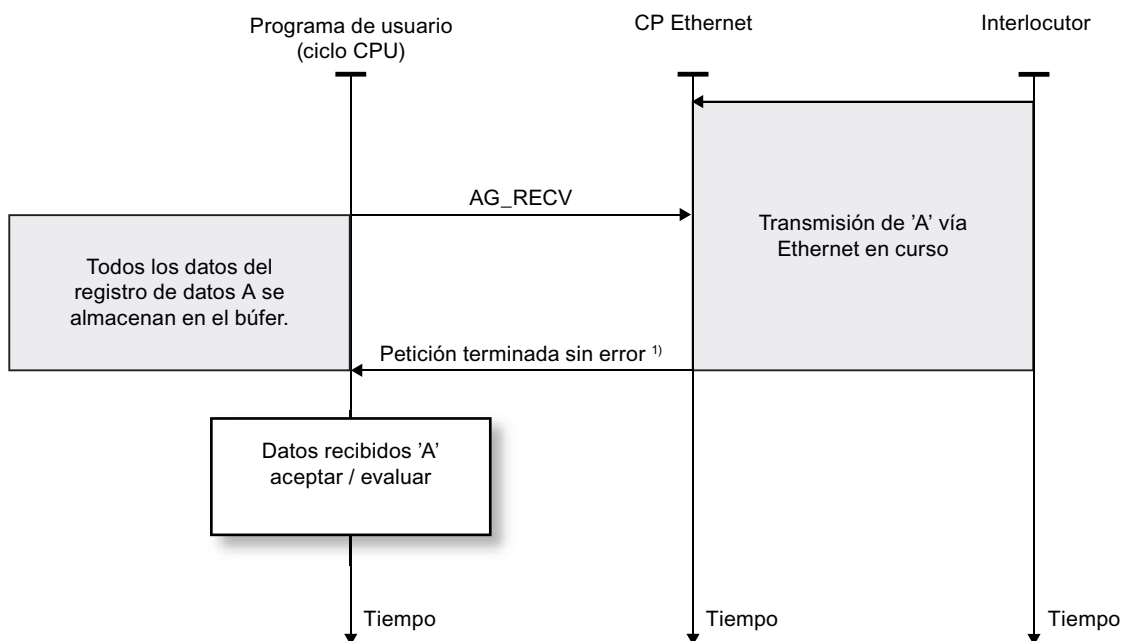 Programa de usuario
(ciclo CPU)
CP Ethernet
Interlocutor
AG_RECV
Transmisión de ’A’ vía
Ethernet en curso
Todos los datos del
registro de datos A se
almacenan en el búfer.
Petición terminada sin error 1)
Datos recibidos ’A’
aceptar / evaluar
Tiempo
Tiempo
Tiempo